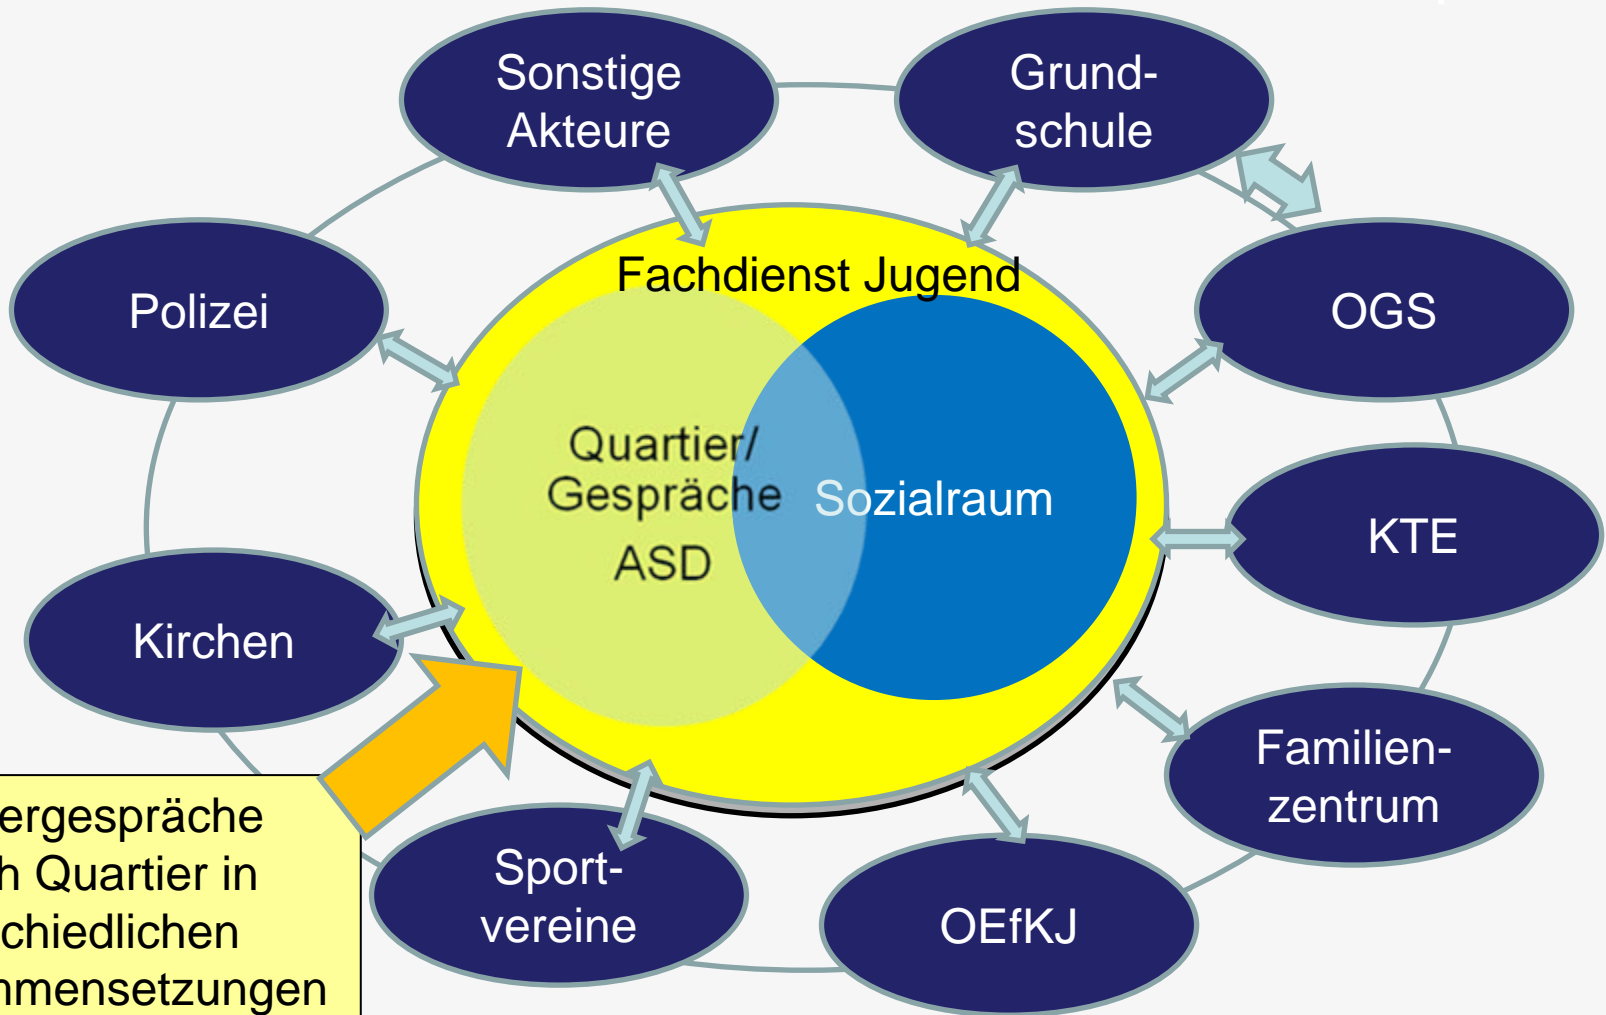 Sonstige
Akteure
Grund-
schule
Polizei
Fachdienst Jugend
OGS
Quartier/
Gespräche
ASD
Sozialraum
KTE
Kirchen
Familien-
zentrum
ergespräche
h Quartier in
chiedlichen
mmensetzungen
Sport-
vereine
OEfKJ